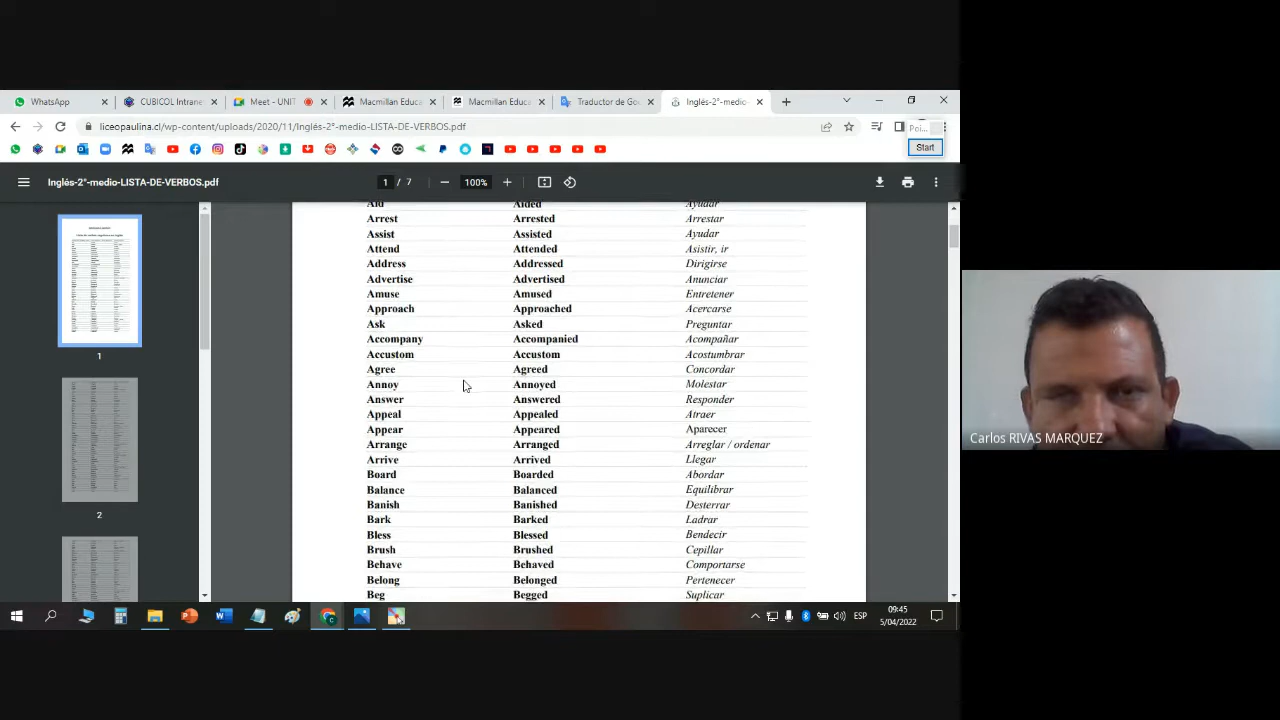 WhatsApp
CUBICOL Intrane
Meet - UNIT
Macmillan Educa
Macmillan Educa
Traductor de Goo
Inglés-2°-medio-
liceopaulina.cl/wp-content/uploads/2020/11/Inglés-2°-medio-LISTA-DE-VERBOS.pdf
Poi...
Start
Inglés-2°-medio-LISTA-DE-VERBOS.pdf
1 / 7
100%
Aid Aided Ayudar
Arrest Arrested Arrestar
Assist Assisted Ayudar
Attend Attended Asistir, ir
Address Addressed Dirigirse
Advertise Advertised Anunciar
Amuse Amused Entretener
Approach Approached Acercarse
Ask Asked Preguntar
Accompany Accompanied Acompañar
Accustom Accustom Acostumbrar
Agree Agreed Concordar
Annoy Annoyed Molestar
Answer Answered Responder
Appeal Appealed Atraer
Appear Appeared Aparecer
Arrange Arranged Arreglar / ordenar
Arrive Arrived Llegar
Board Boarded Abordar
Balance Balanced Equilibrar
Banish Banished Desterrar
Bark Barked Ladrar
Bless Blessed Bendecir
Brush Brushed Cepillar
Behave Behaved Comportarse
Belong Belonged Pertenecer
Beg Begged Suplicar
1
2
Carlos RIVAS MARQUEZ
ESP
09:45
5/04/2022